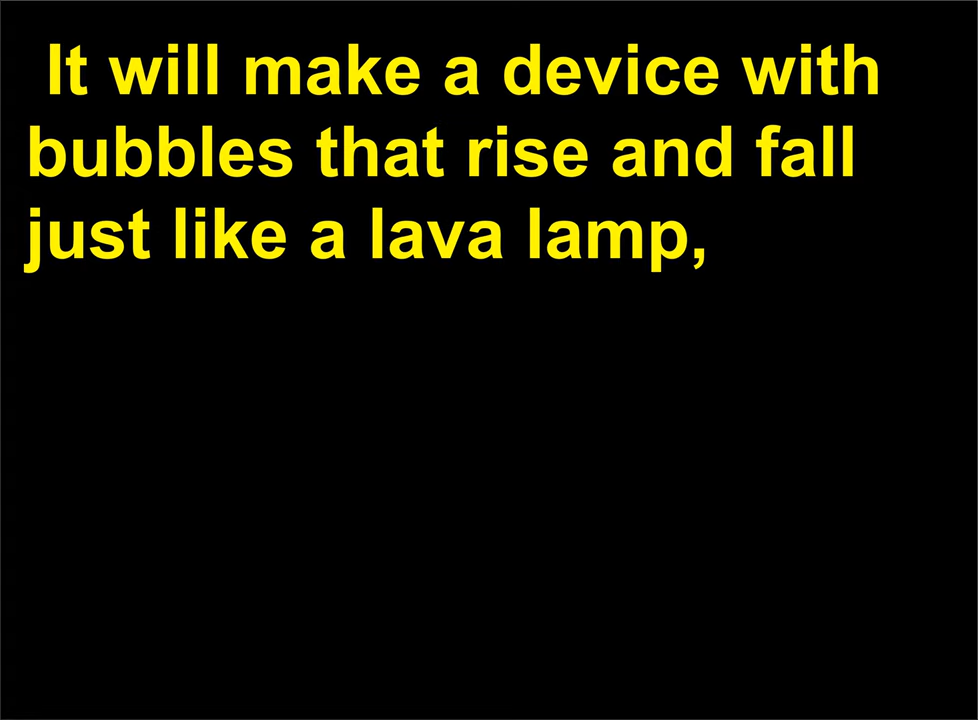 It will make a device with
bubbles that rise and fall
just like a lava lamp,